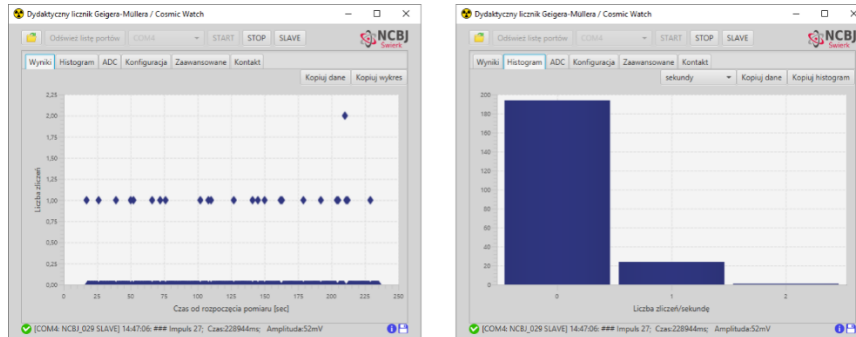 Dydaktyczny licznik Geigera-Müllera / Cosmic Watch
Odśwież listę portów COM4 START STOP SLAVE NCBJ Świerk
Wyniki Histogram ADC Konfiguracja Zaawansowane Kontakt
Kopiuj dane Kopiuj wykres
2,25
2,00
1,75
1,50
1,25
1,00
0,75
0,50
0,25
0,00
Liczba zliczeń
0 25 50 75 100 125 150 175 200 225 250
Czas od rozpoczęcia pomiaru [sec]
[COM4: NCBJ_029 SLAVE] 14:47:06: ### Impuls 27; Czas:228944ms; Amplituda:52mV
Dydaktyczny licznik Geigera-Müllera / Cosmic Watch
Odśwież listę portów COM4 START STOP SLAVE NCBJ Świerk
Wyniki Histogram ADC Konfiguracja Zaawansowane Kontakt
sekundy Kopiuj dane Kopiuj histogram
200
180
160
140
120
100
80
60
40
20
0
0 1 2
Liczba zliczeń/sekundę
[COM4: NCBJ_029 SLAVE] 14:47:06: ### Impuls 27; Czas:228944ms; Amplituda:52mV